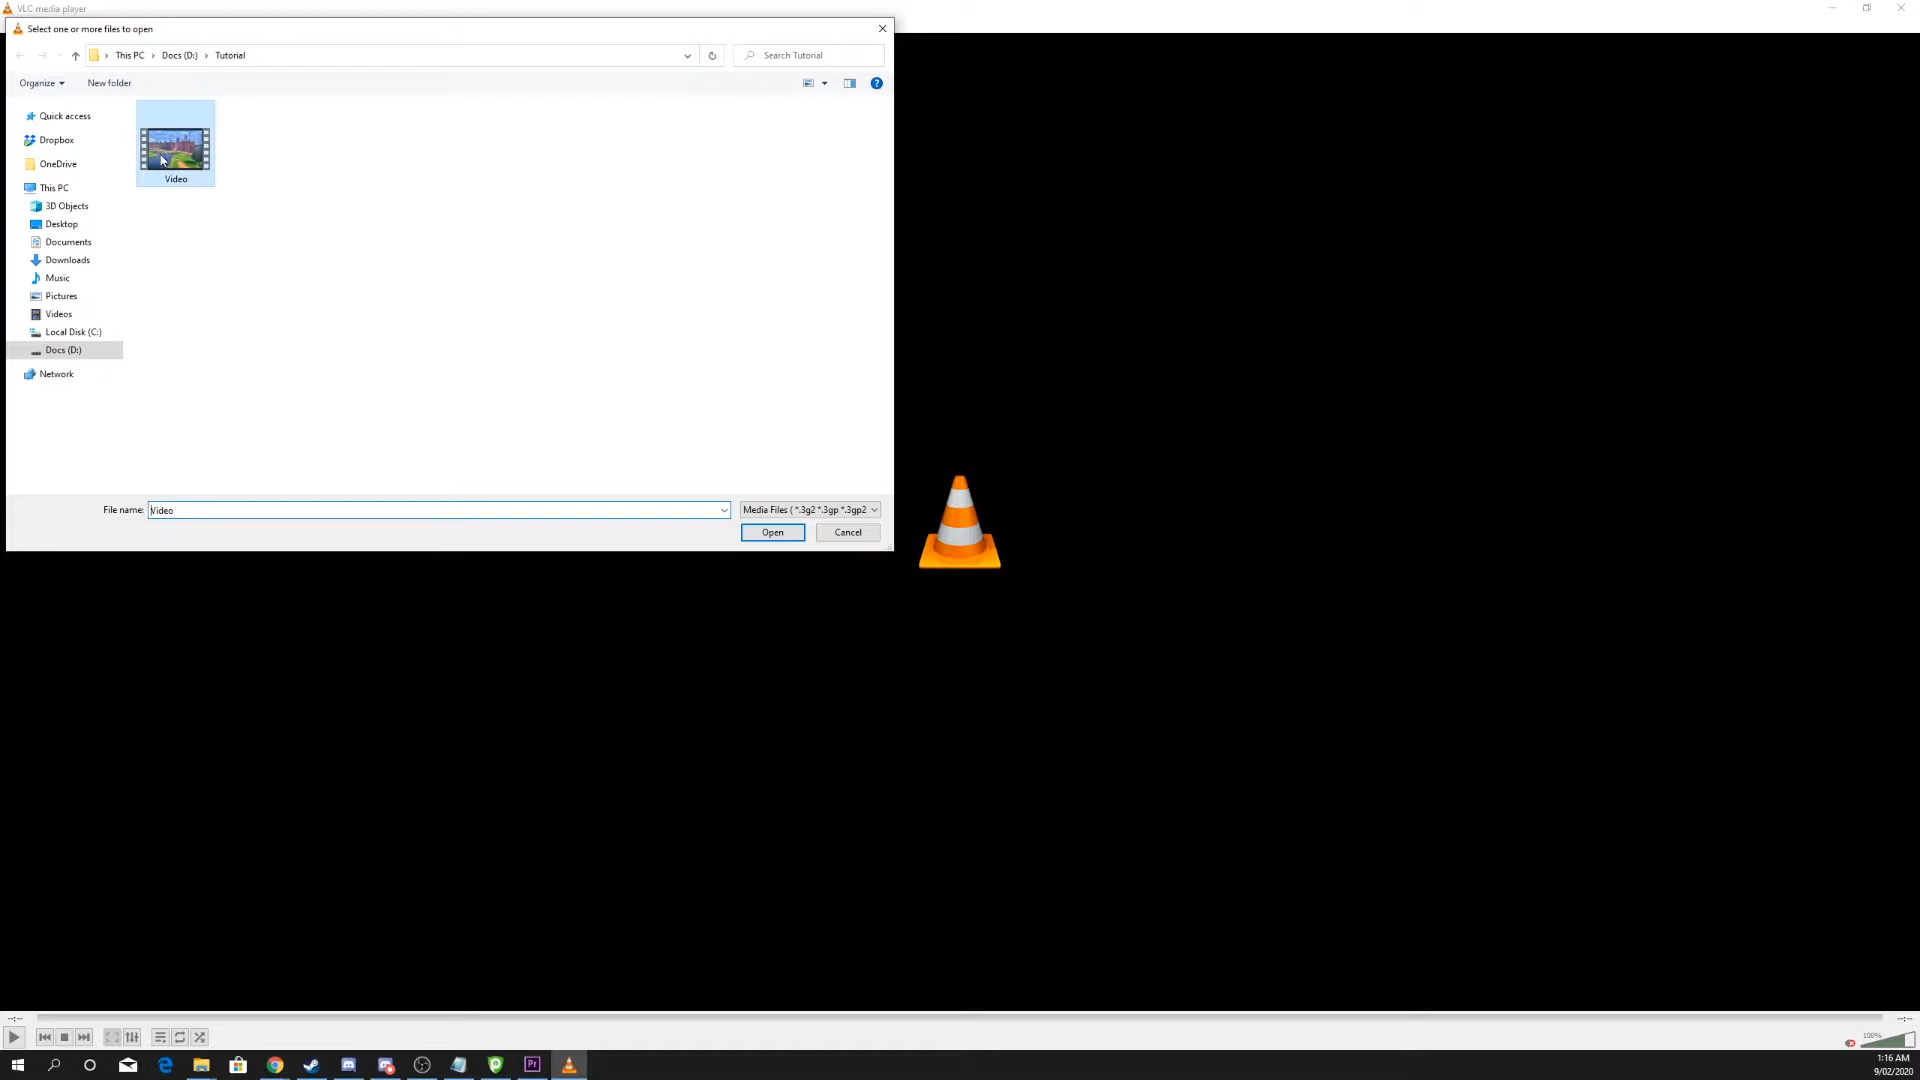 VLC media player
Select one or more files to open
This PC › Docs (D:) › Tutorial
Search Tutorial
Organize
New folder
Quick access
Dropbox
OneDrive
This PC
3D Objects
Desktop
Documents
Downloads
Music
Pictures
Videos
Local Disk (C:)
Docs (D:)
Network
Video
File name: Video
Media Files ( *.3g2 *.3gp *.3gp2
Open
Cancel
--:--
--:--
100%
Pr
1:16 AM
9/02/2020